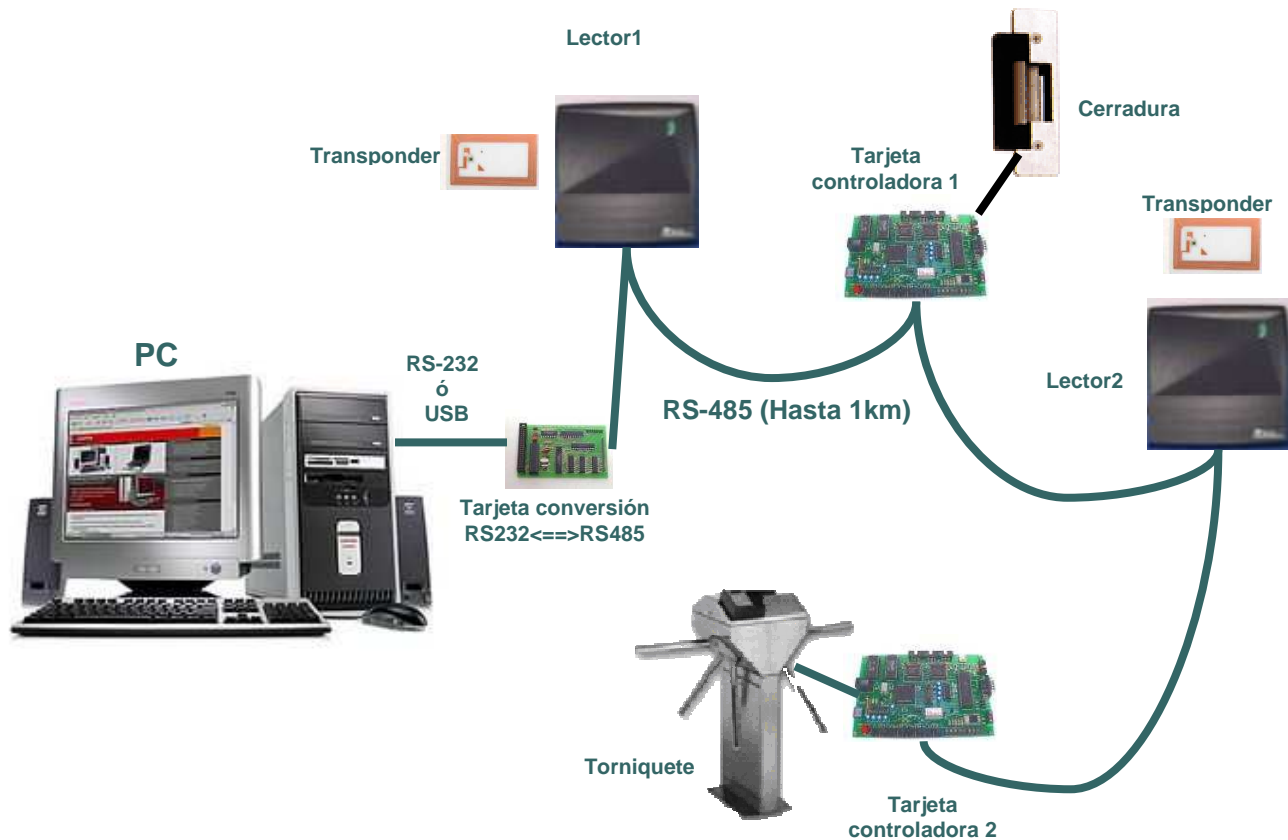 Lector1
Cerradura
Transponder
Tarjeta
controladora 1
Transponder
PC
RS-232
ó
USB
RS-485 (Hasta 1km)
Lector2
Tarjeta conversión
RS232<==>RS485
Torniquete
Tarjeta
controladora 2